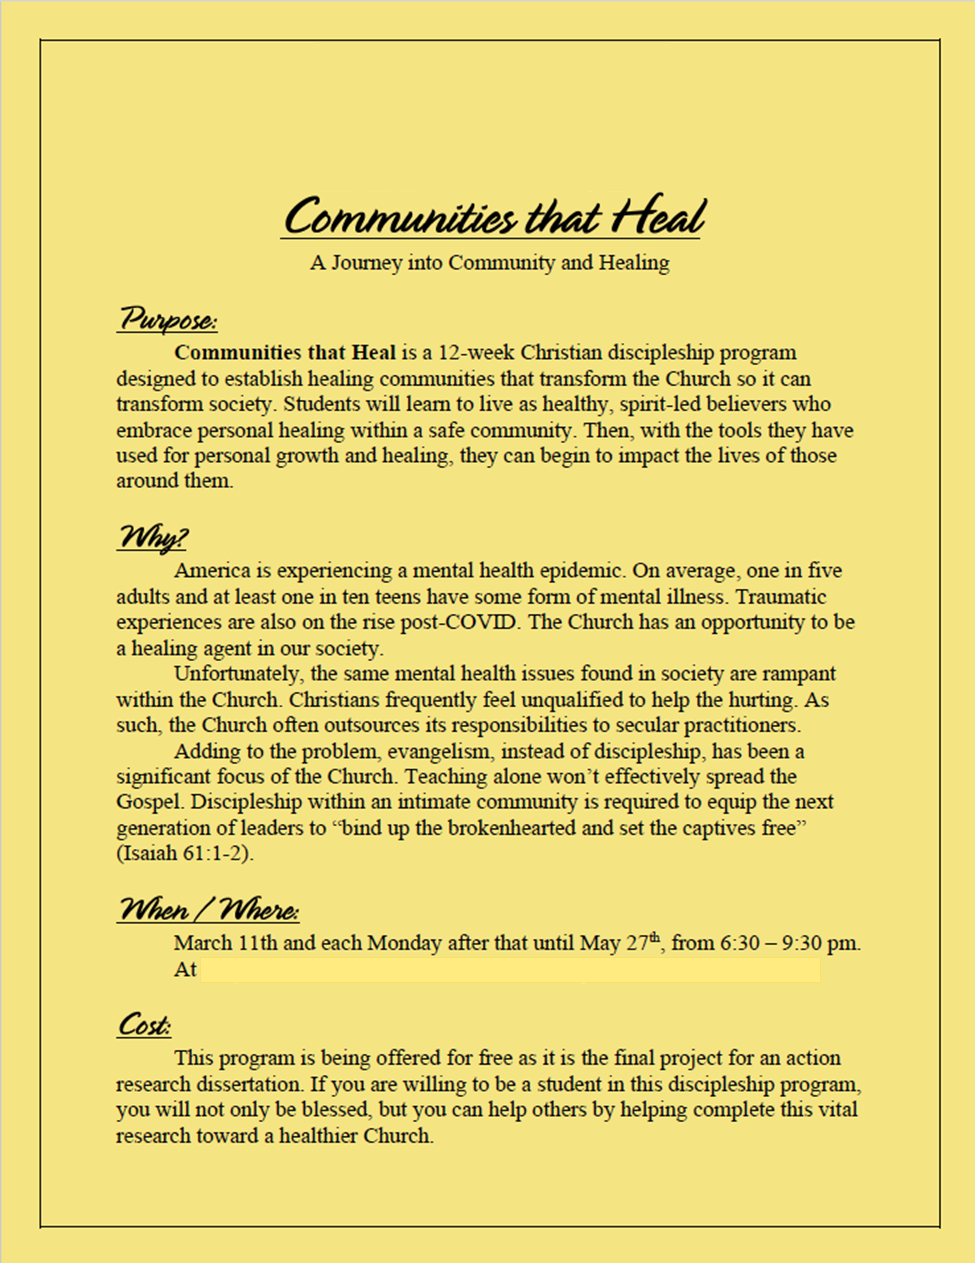 Communities that Heal
A Journey into Community and Healing
Purpose:
Communities that Heal is a 12-week Christian discipleship program
designed to establish healing communities that transform the Church so it can
transform society. Students will learn to live as healthy, spirit-led believers who
embrace personal healing within a safe community. Then, with the tools they have
used for personal growth and healing, they can begin to impact the lives of those
around them.
Why?
America is experiencing a mental health epidemic. On average, one in five
adults and at least one in ten teens have some form of mental illness. Traumatic
experiences are also on the rise post-COVID. The Church has an opportunity to be
a healing agent in our society.
Unfortunately, the same mental health issues found in society are rampant
within the Church. Christians frequently feel unqualified to help the hurting. As
such, the Church often outsources its responsibilities to secular practitioners.
Adding to the problem, evangelism, instead of discipleship, has been a
significant focus of the Church. Teaching alone won’t effectively spread the
Gospel. Discipleship within an intimate community is required to equip the next
generation of leaders to “bind up the brokenhearted and set the captives free”
(Isaiah 61:1-2).
When / Where:
March 11th and each Monday after that until May 27th, from 6:30 – 9:30 pm.
At
Cost:
This program is being offered for free as it is the final project for an action
research dissertation. If you are willing to be a student in this discipleship program,
you will not only be blessed, but you can help others by helping complete this vital
research toward a healthier Church.